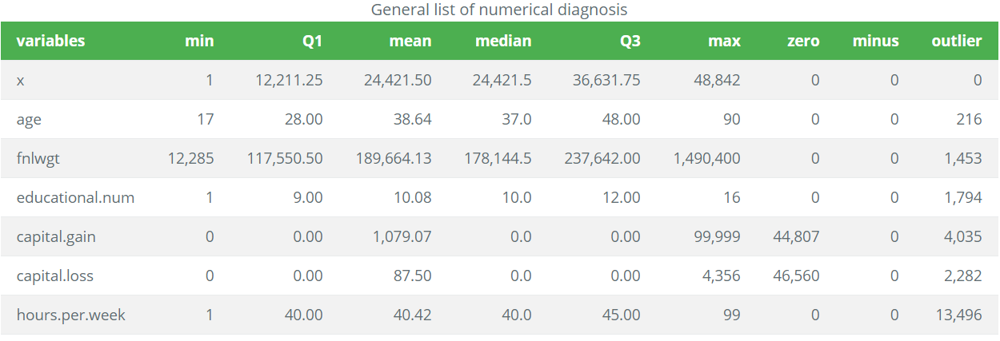 General list of numerical diagnosis
variables min Q1 mean median Q3 max zero minus outlier
x 1 12,211.25 24,421.50 24,421.5 36,631.75 48,842 0 0 0
age 17 28.00 38.64 37.0 48.00 90 0 0 216
fnlwgt 12,285 117,550.50 189,664.13 178,144.5 237,642.00 1,490,400 0 0 1,453
educational.num 1 9.00 10.08 10.0 12.00 16 0 0 1,794
capital.gain 0 0.00 1,079.07 0.0 0.00 99,999 44,807 0 4,035
capital.loss 0 0.00 87.50 0.0 0.00 4,356 46,560 0 2,282
hours.per.week 1 40.00 40.42 40.0 45.00 99 0 0 13,496